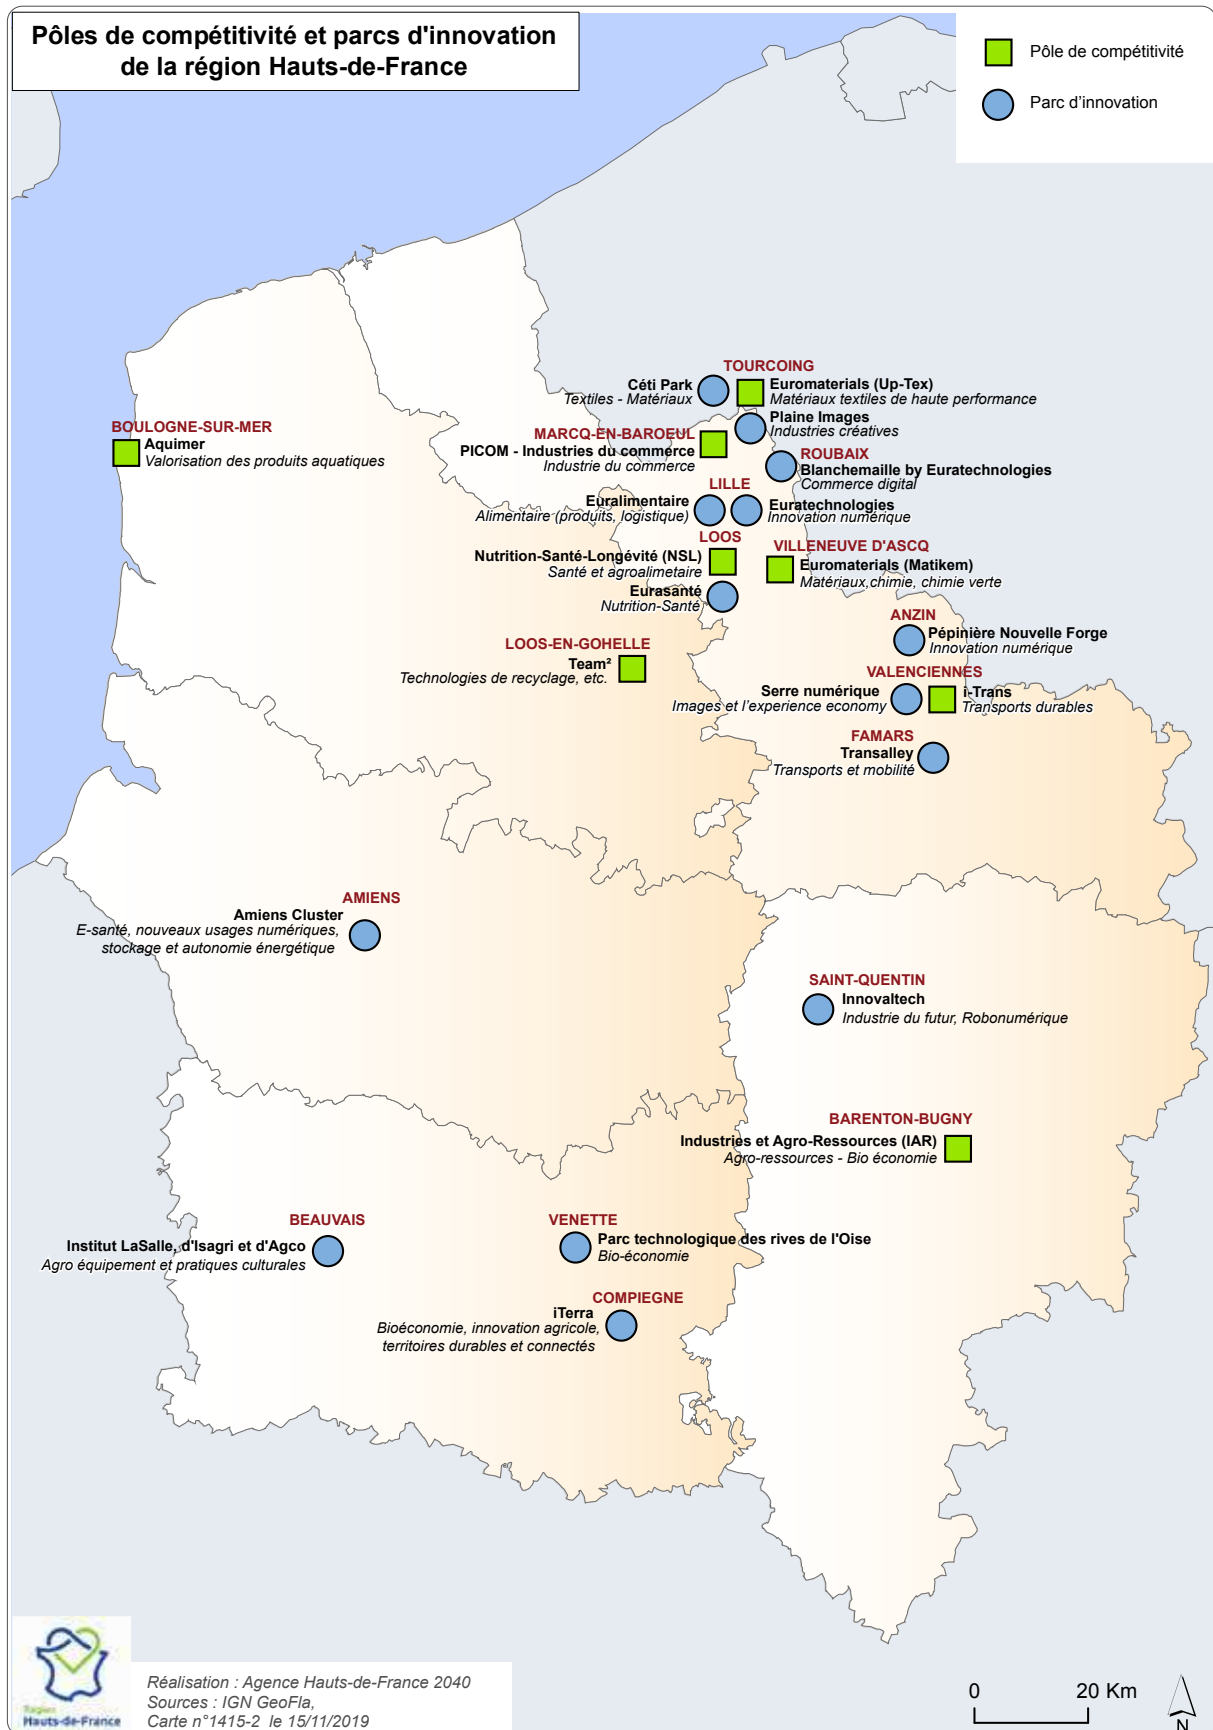 Pôles de compétitivité et parcs d'innovation
de la région Hauts-de-France
Pôle de compétitivité
Parc d'innovation
TOURCOING
Céti Park
Textiles - Matériaux
Euromaterials (Up-Tex)
Matériaux textiles de haute performance
Plaine Images
Industries créatives
BOULOGNE-SUR-MER
Aquimer
Valorisation des produits aquatiques
MARCQ-EN-BAROEUL
PICOM - Industries du commerce
Industrie du commerce
ROUBAIX
Blanchemaille by Euratechnologies
Commerce digital
LILLE
Euralimentaire
Alimentaire (produits, logistique)
Euratechnologies
Innovation numérique
LOOS
Nutrition-Santé-Longévité (NSL)
Santé et agroalimetaire
Eurasanté
Nutrition-Santé
VILLENEUVE D'ASCQ
Euromaterials (Matikem)
Matériaux,chimie, chimie verte
ANZIN
Pépinière Nouvelle Forge
Innovation numérique
LOOS-EN-GOHELLE
Team²
Technologies de recyclage, etc.
VALENCIENNES
Serre numérique
Images et l'experience economy
i-Trans
Transports durables
FAMARS
Transalley
Transports et mobilité
AMIENS
Amiens Cluster
E-santé, nouveaux usages numériques,
stockage et autonomie énergétique
SAINT-QUENTIN
Innovaltech
Industrie du futur, Robonumérique
BARENTON-BUGNY
Industries et Agro-Ressources (IAR)
Agro-ressources - Bio économie
BEAUVAIS
Institut LaSalle, d'Isagri et d'Agco
Agro équipement et pratiques culturales
VENETTE
Parc technologique des rives de l'Oise
Bio-économie
COMPIEGNE
iTerra
Bioéconomie, innovation agricole,
territoires durables et connectés
Région
Hauts-de-France
Réalisation : Agence Hauts-de-France 2040
Sources : IGN GeoFla,
Carte n°1415-2 le 15/11/2019
0 20 Km
N